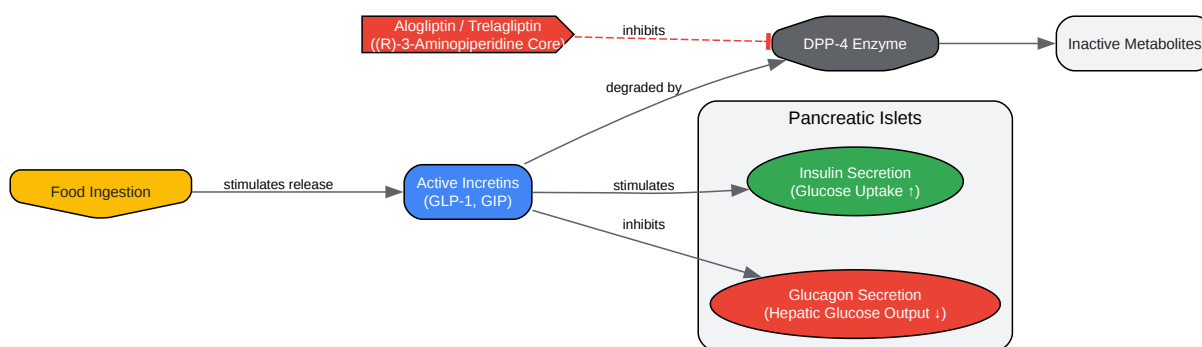 Alogliptin / Trelagliptin
((R)-3-Aminopiperidine Core)
inhibits
DPP-4 Enzyme
Inactive Metabolites
degraded by
Pancreatic Islets
Food Ingestion
stimulates release
Active Incretins
(GLP-1, GIP)
stimulates
Insulin Secretion
(Glucose Uptake ↑)
inhibits
Glucagon Secretion
(Hepatic Glucose Output ↓)